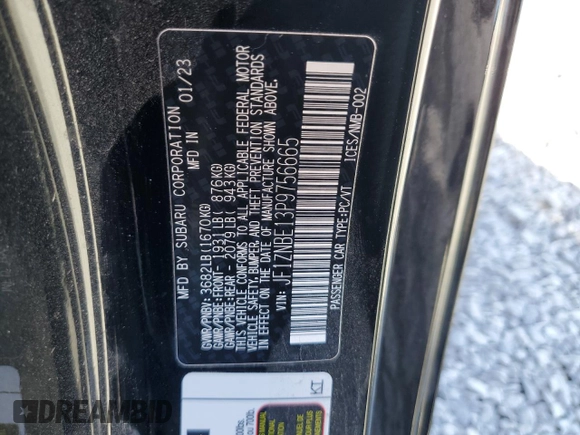 MFD BY SUBARU CORPORATION 01/23
MFD IN
GVWR/PNBV: 3682LB(1670KG)
GAWR/PNBE:FRONT- 1931LB( 876KG)
GAWR/PNBE:REAR - 2079LB( 943KG)
THIS VEHICLE CONFORMS TO ALL APPLICABLE FEDERAL MOTOR
VEHICLE SAFETY,BUMPER,AND THEFT PREVENTION STANDARDS
IN EFFECT ON THE DATE OF MANUFACTURE SHOWN ABOVE.
VIN: JF1ZNBE13P9756665
PASSENGER CAR TYPE:PC/VT
ICES/NMB-002
DREAMBID